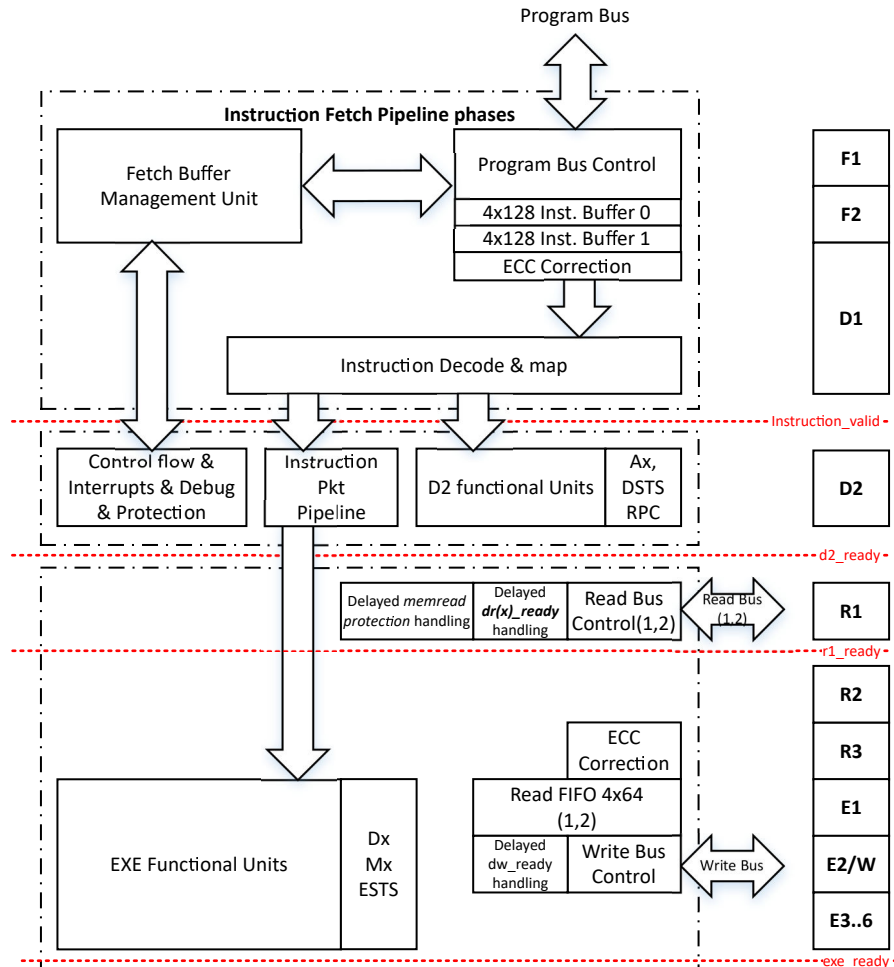 Program Bus
Instruction Fetch Pipeline phases
Fetch Buffer
Management Unit
Program Bus Control
4x128 Inst. Buffer 0
4x128 Inst. Buffer 1
ECC Correction
F1
F2
D1
Instruction Decode & map
Instruction_valid
Control flow &
Interrupts & Debug
& Protection
Instruction
Pkt
Pipeline
D2 functional Units
Ax,
DSTS
RPC
D2
d2_ready
Delayed memread
protection handling
Delayed
dr(x)_ready
handling
Read Bus
Control(1,2)
Read Bus
(1,2)
R1
r1_ready
R2
ECC
Correction
R3
Read FIFO 4x64
(1,2)
E1
EXE Functional Units
Dx
Mx
ESTS
Delayed
dw_ready
handling
Write Bus
Control
Write Bus
E2/W
E3..6
exe_ready